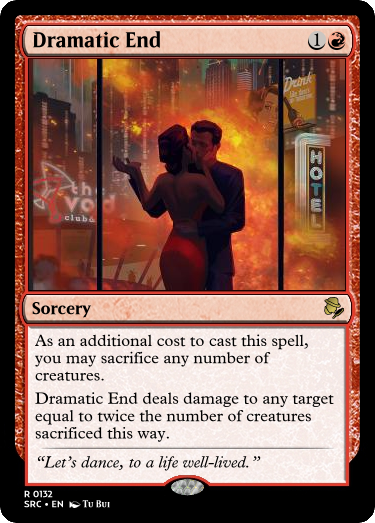 Dramatic End
1
the
void
club
Drink
HOTEL
Sorcery
As an additional cost to cast this spell,
you may sacrifice any number of
creatures.
Dramatic End deals damage to any target
equal to twice the number of creatures
sacrificed this way.
“Let’s dance, to a life well-lived.”
R 0132
SRC • EN Tu Bui